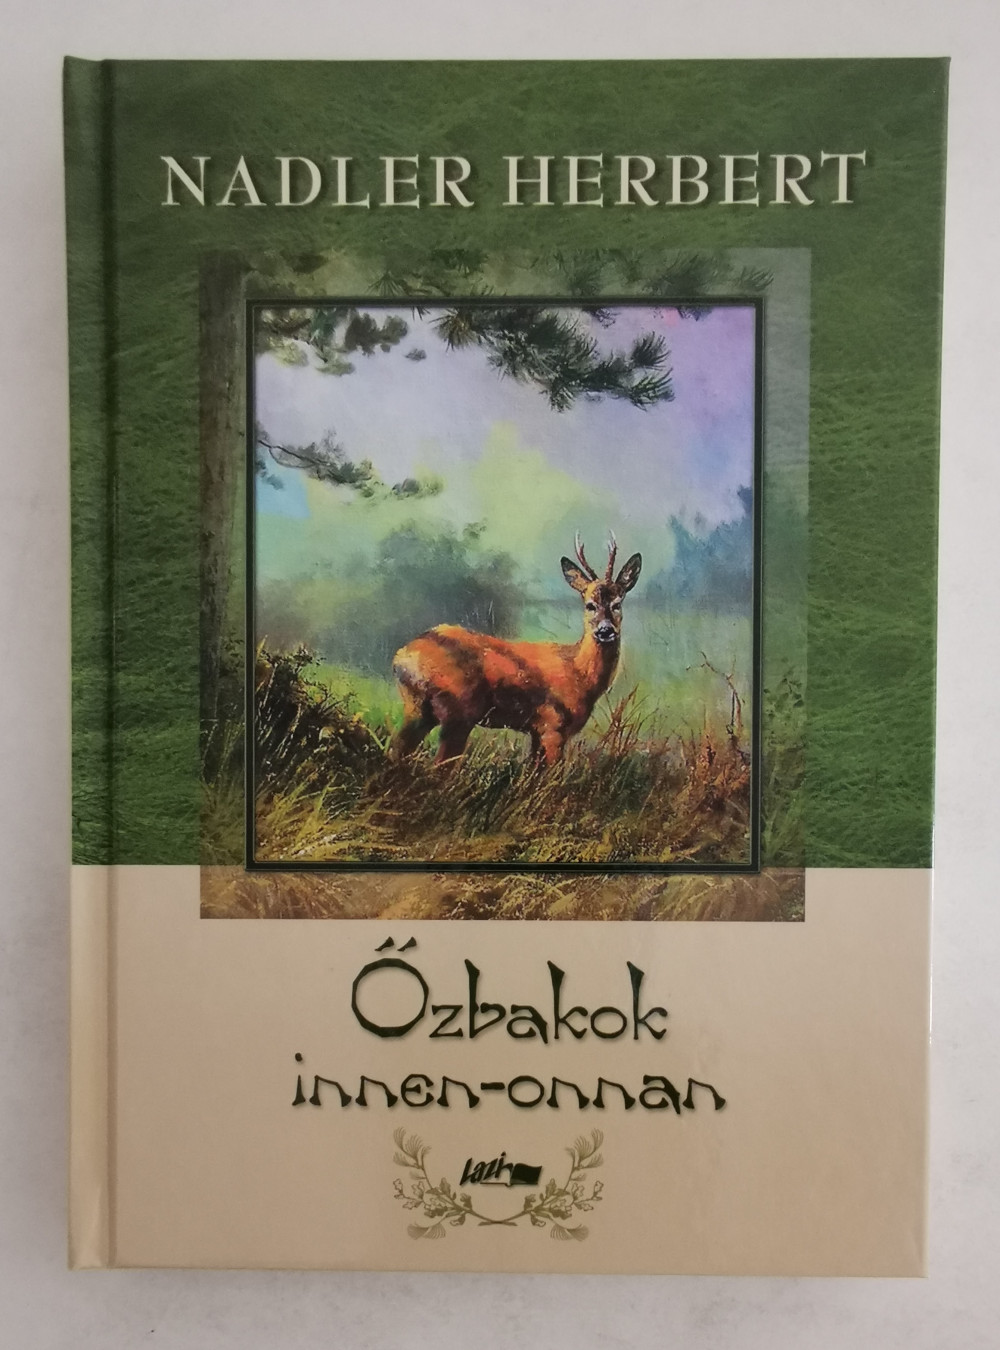 NADLER HERBERT
Őzbakok
innen-onnan
Lazi